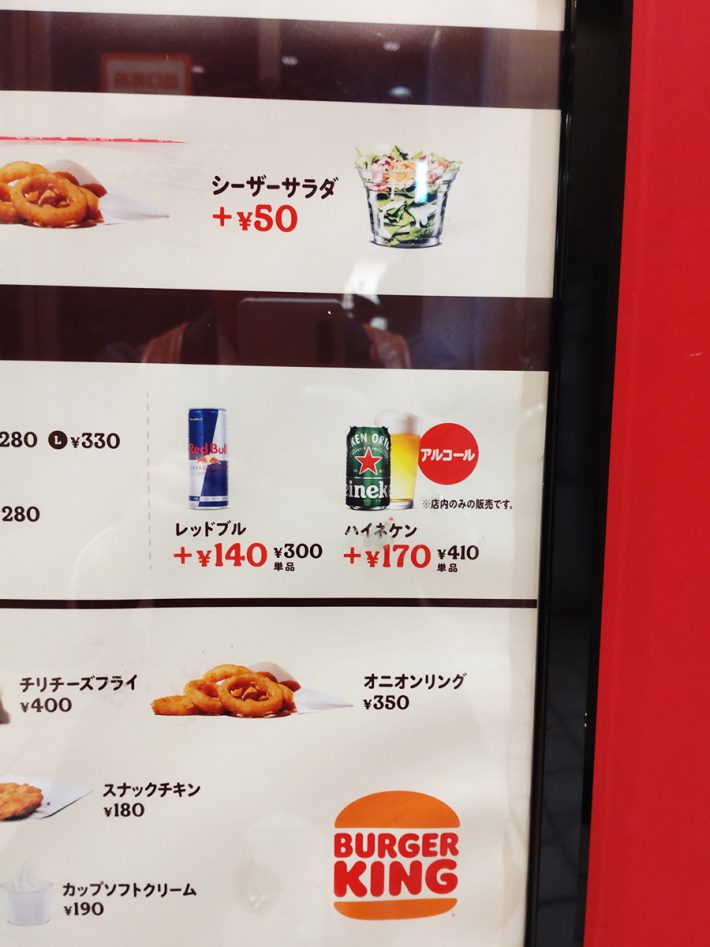 シーザーサラダ
+¥50
280 L ¥330
280
Red Bull
レッドブル
+¥140 ¥300
単品
KEN ORI
eineke
アルコール
※店内のみの販売です。
ハイネケン
+¥170 ¥410
単品
チリチーズフライ
¥400
オニオンリング
¥350
スナックチキン
¥180
カップソフトクリーム
¥190
BURGER
KING